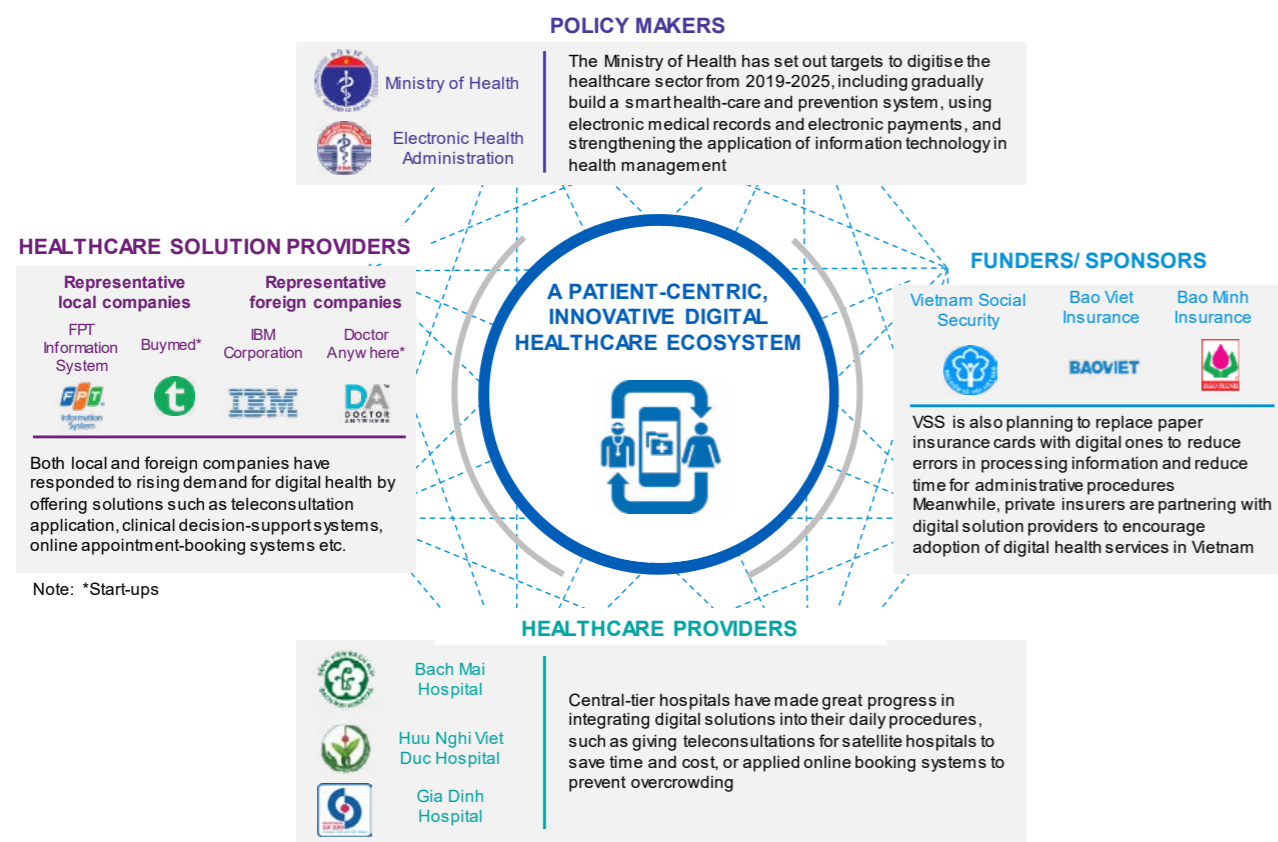 POLICY MAKERS
Ministry of Health
Electronic Health
Administration
The Ministry of Health has set out targets to digitise the
healthcare sector from 2019-2025, including gradually
build a smart health-care and prevention system, using
electronic medical records and electronic payments, and
strengthening the application of information technology in
health management
HEALTHCARE SOLUTION PROVIDERS
Representative
local companies
Representative
foreign companies
FPT
Information
System
Buymed*
IBM
Corporation
Doctor
Anywhere*
FPT
Information
System
t
IBM
DA
DOCTOR
ANYWHERE
Both local and foreign companies have
responded to rising demand for digital health by
offering solutions such as teleconsultation
application, clinical decision-support systems,
online appointment-booking systems etc.
Note: *Start-ups
A PATIENT-CENTRIC,
INNOVATIVE DIGITAL
HEALTHCARE ECOSYSTEM
FUNDERS/ SPONSORS
Vietnam Social
Security
Bao Viet
Insurance
Bao Minh
Insurance
BAOVIET
BAO MINH
VSS is also planning to replace paper
insurance cards with digital ones to reduce
errors in processing information and reduce
time for administrative procedures
Meanwhile, private insurers are partnering with
digital solution providers to encourage
adoption of digital health services in Vietnam
HEALTHCARE PROVIDERS
Bach Mai
Hospital
Huu Nghi Viet
Duc Hospital
Gia Dinh
Hospital
Central-tier hospitals have made great progress in
integrating digital solutions into their daily procedures,
such as giving teleconsultations for satellite hospitals to
save time and cost, or applied online booking systems to
prevent overcrowding